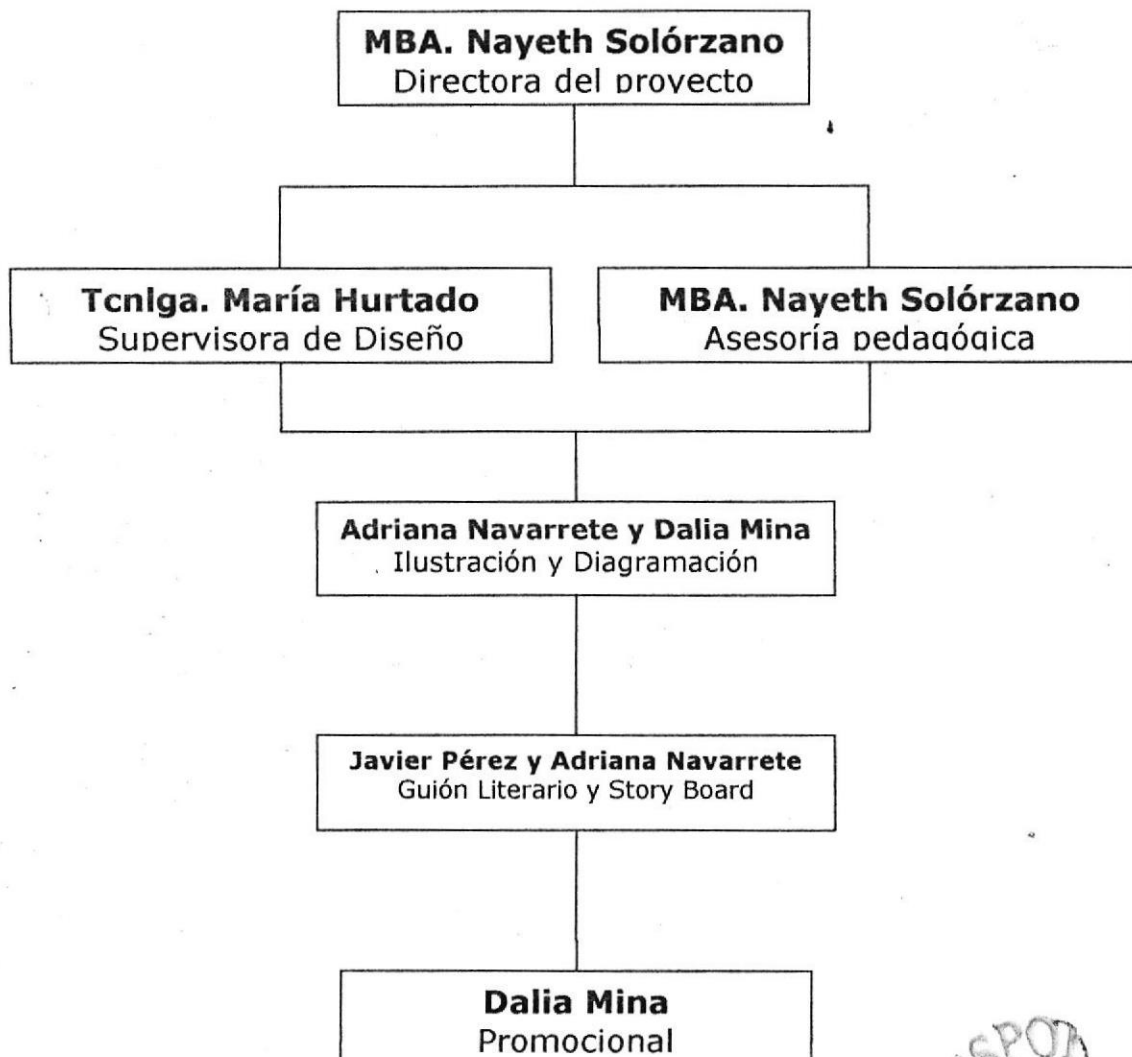 MBA. Nayeth Solórzano
Directora del proyecto
Tcnlga. María Hurtado
Supervisora de Diseño
MBA. Nayeth Solórzano
Asesoría pedagógica
Adriana Navarrete y Dalia Mina
Ilustración y Diagramación
Javier Pérez y Adriana Navarrete
Guión Literario y Story Board
Dalia Mina
Promocional
SPO